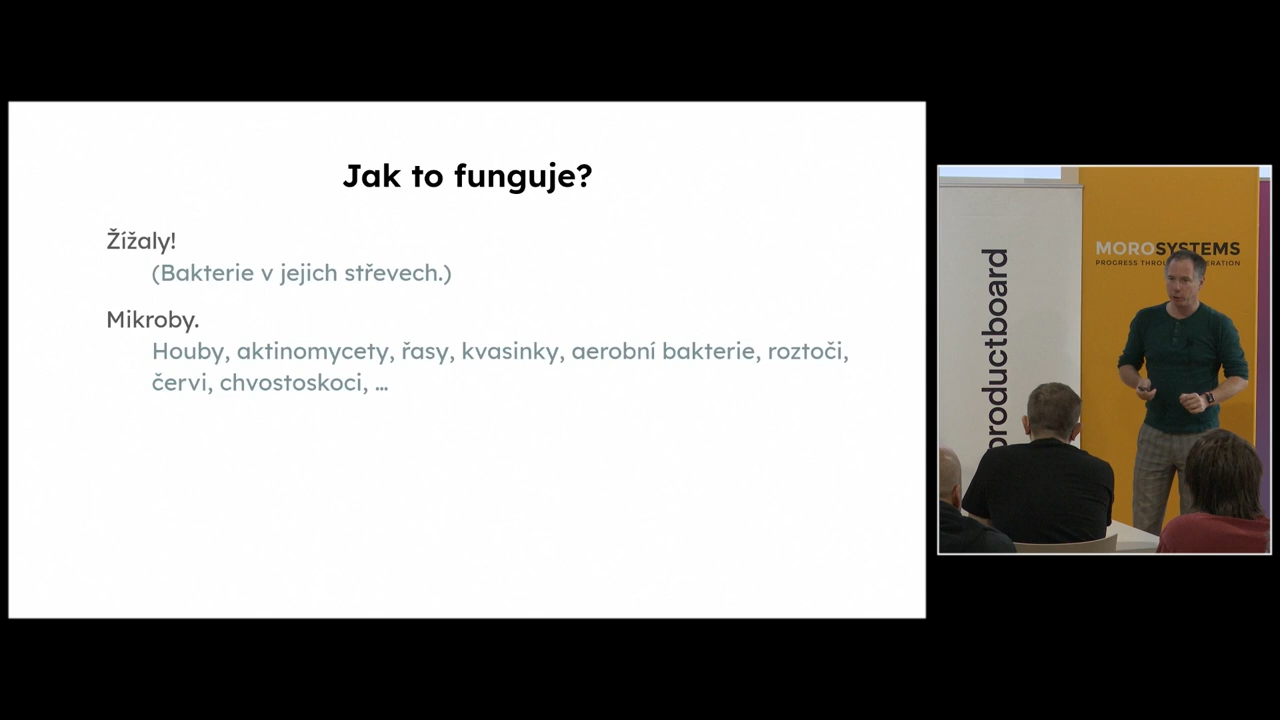 Jak to funguje?
Žížaly!
(Bakterie v jejich střevech.)
Mikroby.
Houby, aktinomycety, řasy, kvasinky, aerobní bakterie, roztoči,
červi, chvostoskoci, ...
productboard
MOROSYSTEMS
PROGRESS